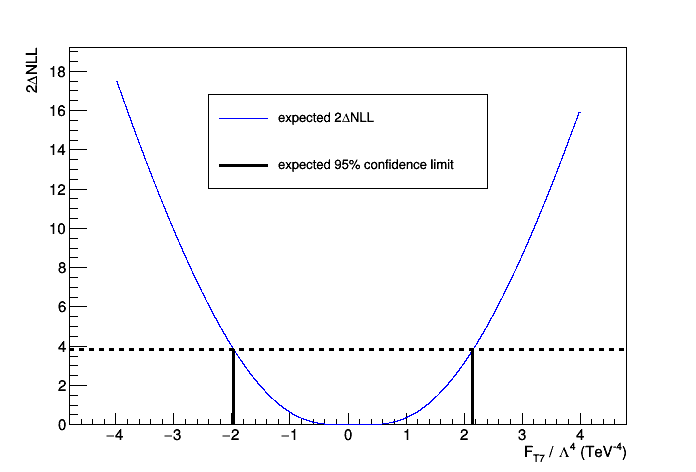 2ΔNLL
18
16
14
12
10
8
6
4
2
0
expected 2ΔNLL
expected 95% confidence limit
−4 −3 −2 −1 0 1 2 3 4
F_T7 / Λ^4 (TeV^-4)